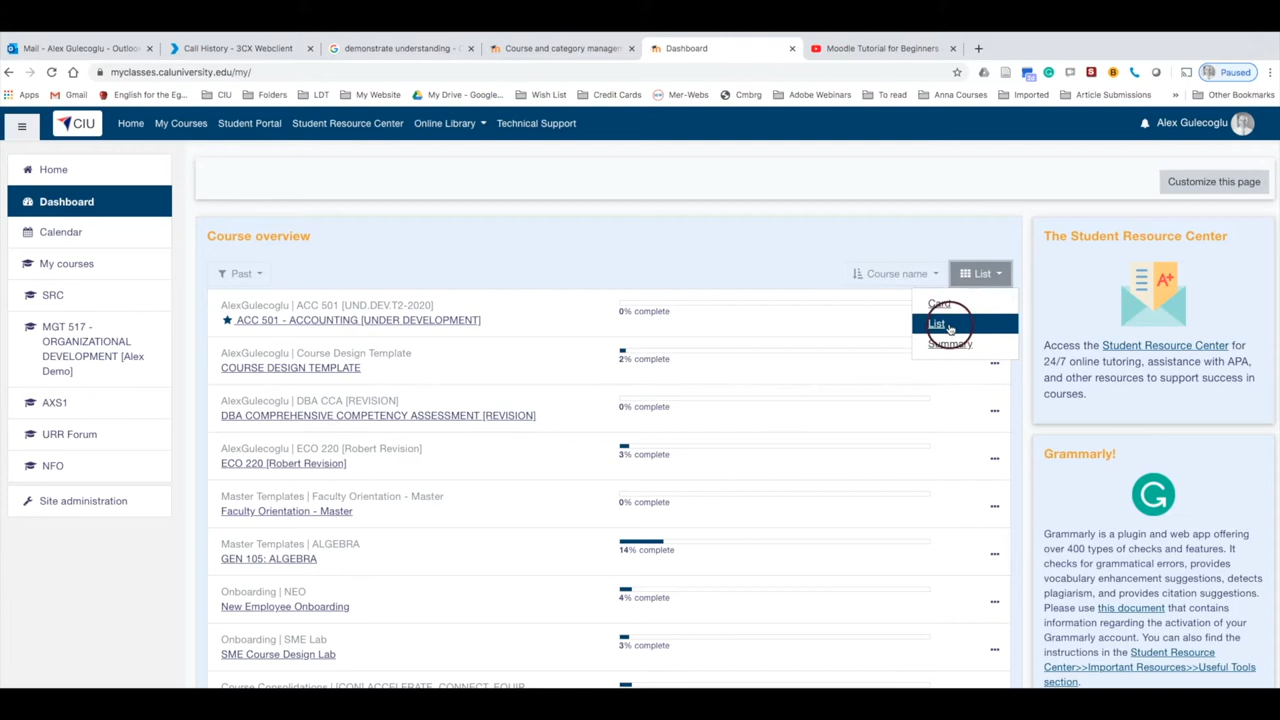 Mail - Alex Gulecoglu - Outloo
Call History - 3CX Webclient
demonstrate understanding -
Course and category managem
Dashboard
Moodle Tutorial for Beginners
myclasses.caluniversity.edu/my/
Paused
Apps
Gmail
English for the Eg...
CIU
Folders
LDT
My Website
My Drive - Google...
Wish List
Credit Cards
Mer-Webs
Cmbrg
Adobe Webinars
To read
Anna Courses
Imported
Article Submissions
»
Other Bookmarks
CIU
Home
My Courses
Student Portal
Student Resource Center
Online Library
Technical Support
Alex Gulecoglu
Home
Dashboard
Calendar
My courses
SRC
MGT 517 -
ORGANIZATIONAL
DEVELOPMENT [Alex
Demo]
AXS1
URR Forum
NFO
Site administration
Customize this page
Course overview
Past
Course name
List
Card
List
Summary
AlexGulecoglu | ACC 501 [UND.DEV.T2-2020]
ACC 501 - ACCOUNTING [UNDER DEVELOPMENT]
0% complete
AlexGulecoglu | Course Design Template
COURSE DESIGN TEMPLATE
2% complete
AlexGulecoglu | DBA CCA [REVISION]
DBA COMPREHENSIVE COMPETENCY ASSESSMENT [REVISION]
0% complete
AlexGulecoglu | ECO 220 [Robert Revision]
ECO 220 [Robert Revision]
3% complete
Master Templates | Faculty Orientation - Master
Faculty Orientation - Master
0% complete
Master Templates | ALGEBRA
GEN 105: ALGEBRA
14% complete
Onboarding | NEO
New Employee Onboarding
4% complete
Onboarding | SME Lab
SME Course Design Lab
3% complete
Course Consolidations | [CON] ACCELERATE, CONNECT, EQUIP
The Student Resource Center
A+
Access the Student Resource Center for
24/7 online tutoring, assistance with APA,
and other resources to support success in
courses.
Grammarly!
G
Grammarly is a plugin and web app offering
over 400 types of checks and features. It
checks for grammatical errors, provides
vocabulary enhancement suggestions, detects
plagiarism, and provides citation suggestions.
Please use this document that contains
information regarding the activation of your
Grammarly account. You can also find the
instructions in the Student Resource
Center>>Important Resources>>Useful Tools
section.